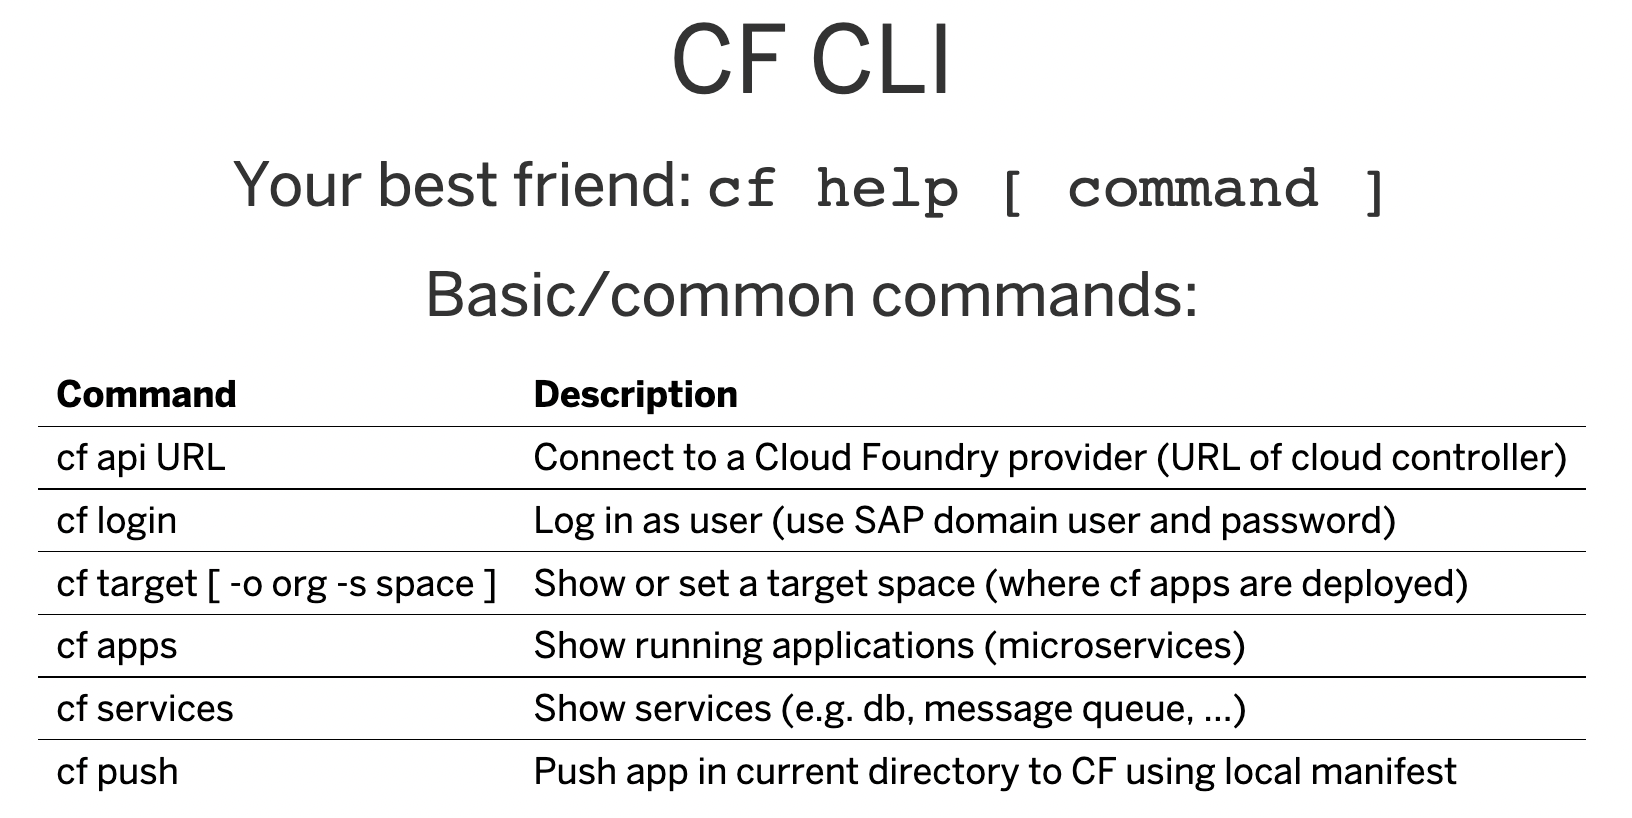 CF CLI
Your best friend: cf help [ command ]
Basic/common commands:
Command Description
cf api URL Connect to a Cloud Foundry provider (URL of cloud controller)
cf login Log in as user (use SAP domain user and password)
cf target [ -o org -s space ] Show or set a target space (where cf apps are deployed)
cf apps Show running applications (microservices)
cf services Show services (e.g. db, message queue, ...)
cf push Push app in current directory to CF using local manifest